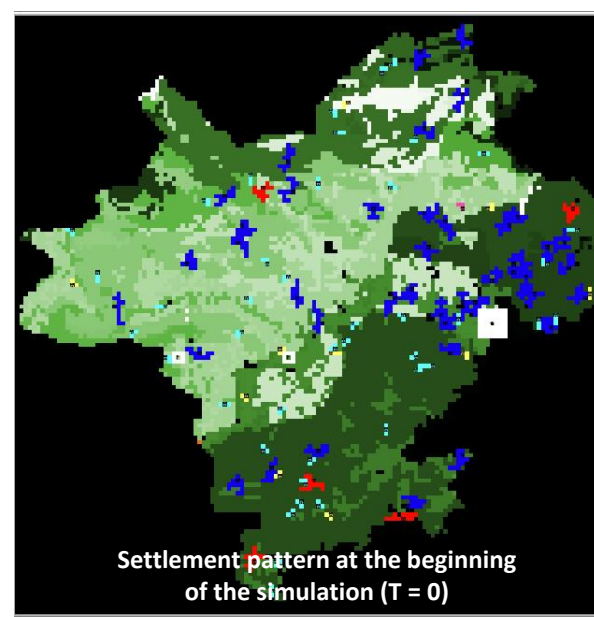 Settlement pattern at the beginning
of the simulation (T = 0)